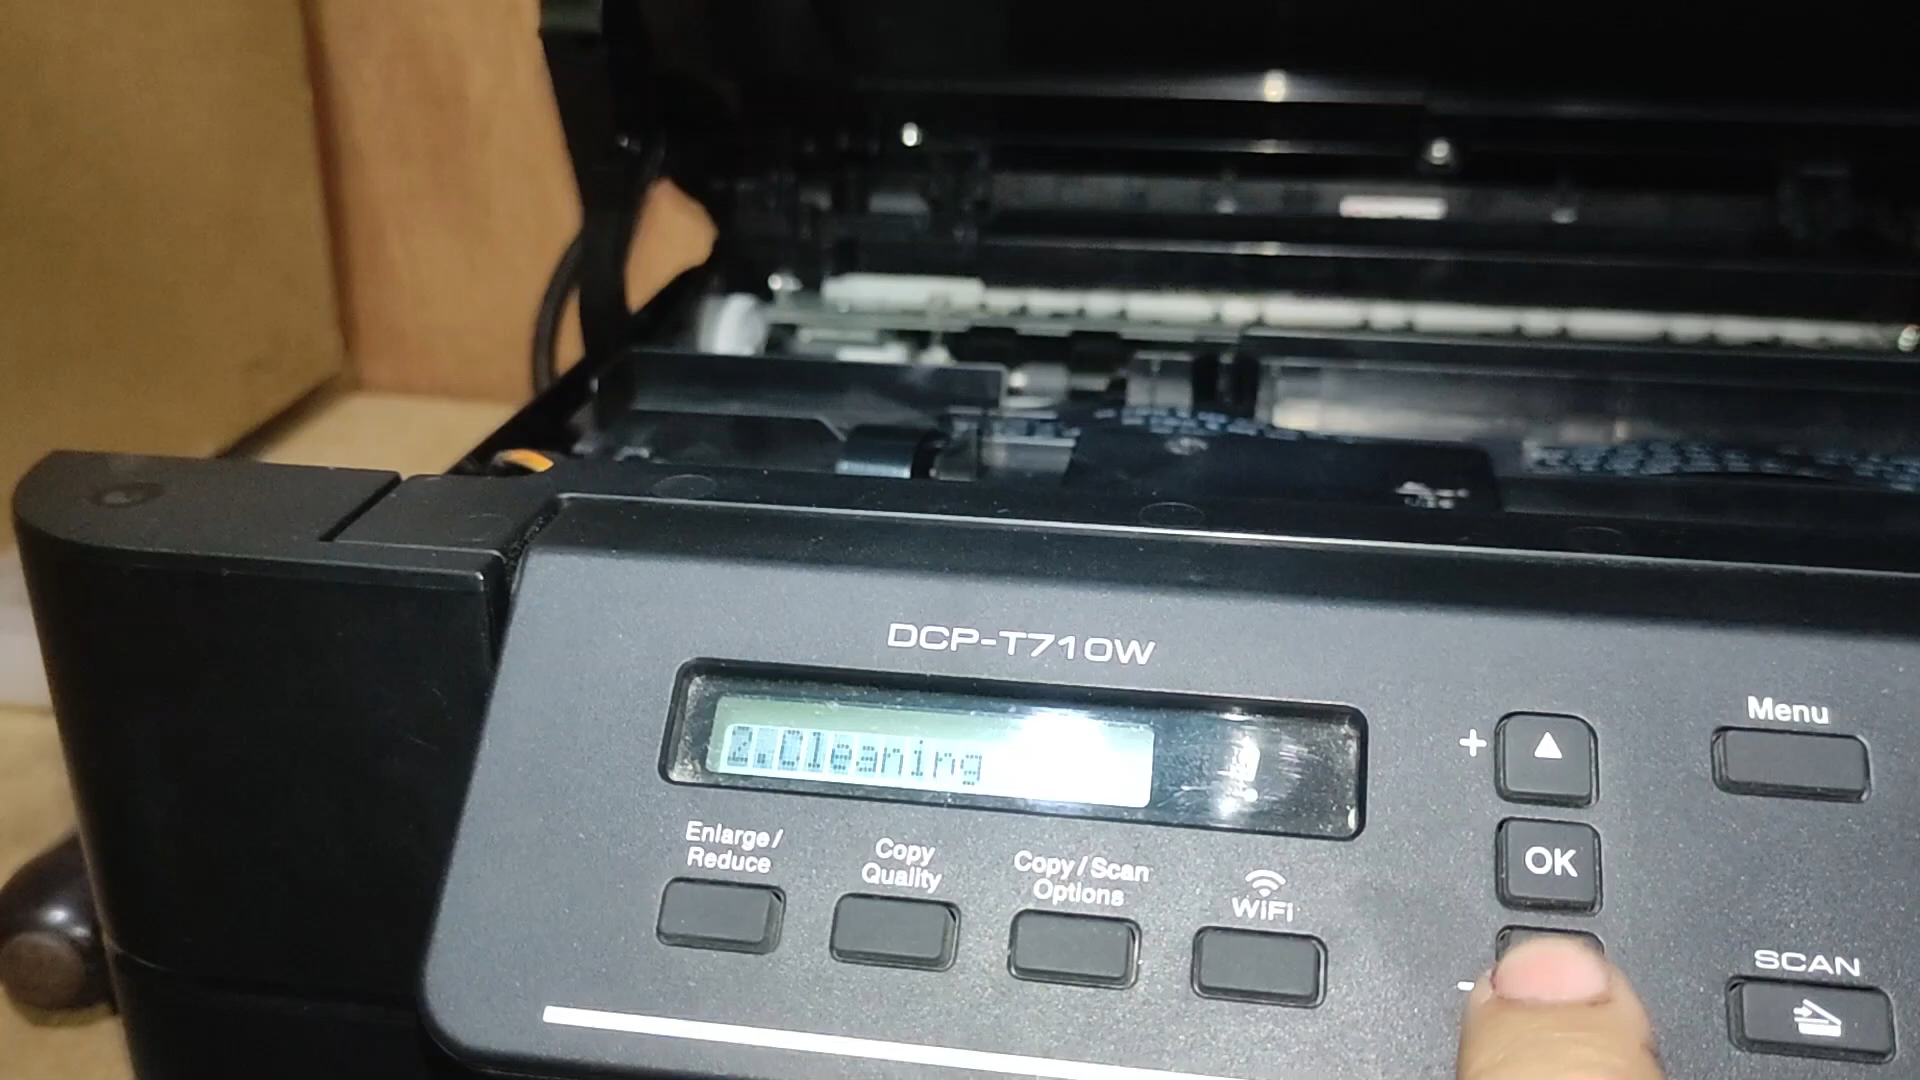 DCP-T710W
2.Cleaning
Menu
+
OK
-
Enlarge/
Reduce
Copy
Quality
Copy/Scan
Options
WiFi
SCAN